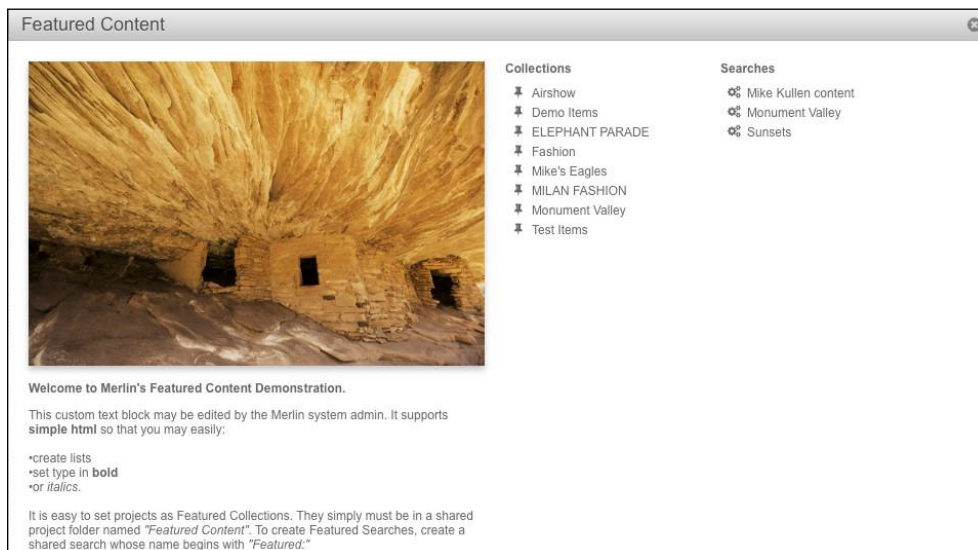 Featured Content
Collections
Airshow
Demo Items
ELEPHANT PARADE
Fashion
Mike's Eagles
MILAN FASHION
Monument Valley
Test Items
Searches
Mike Kullen content
Monument Valley
Sunsets
Welcome to Merlin's Featured Content Demonstration.
This custom text block may be edited by the Merlin system admin. It supports
simple html so that you may easily:
•create lists
•set type in bold
•or italics.
It is easy to set projects as Featured Collections. They simply must be in a shared
project folder named "Featured Content". To create Featured Searches, create a
shared search whose name begins with "Featured:"